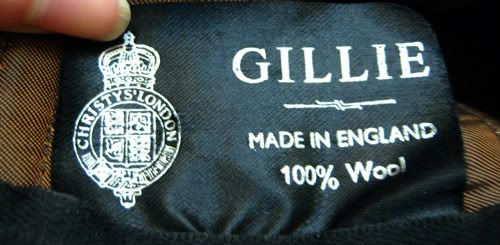 CHRISTYS' LONDON
GILLIE
MADE IN ENGLAND
100% Wool